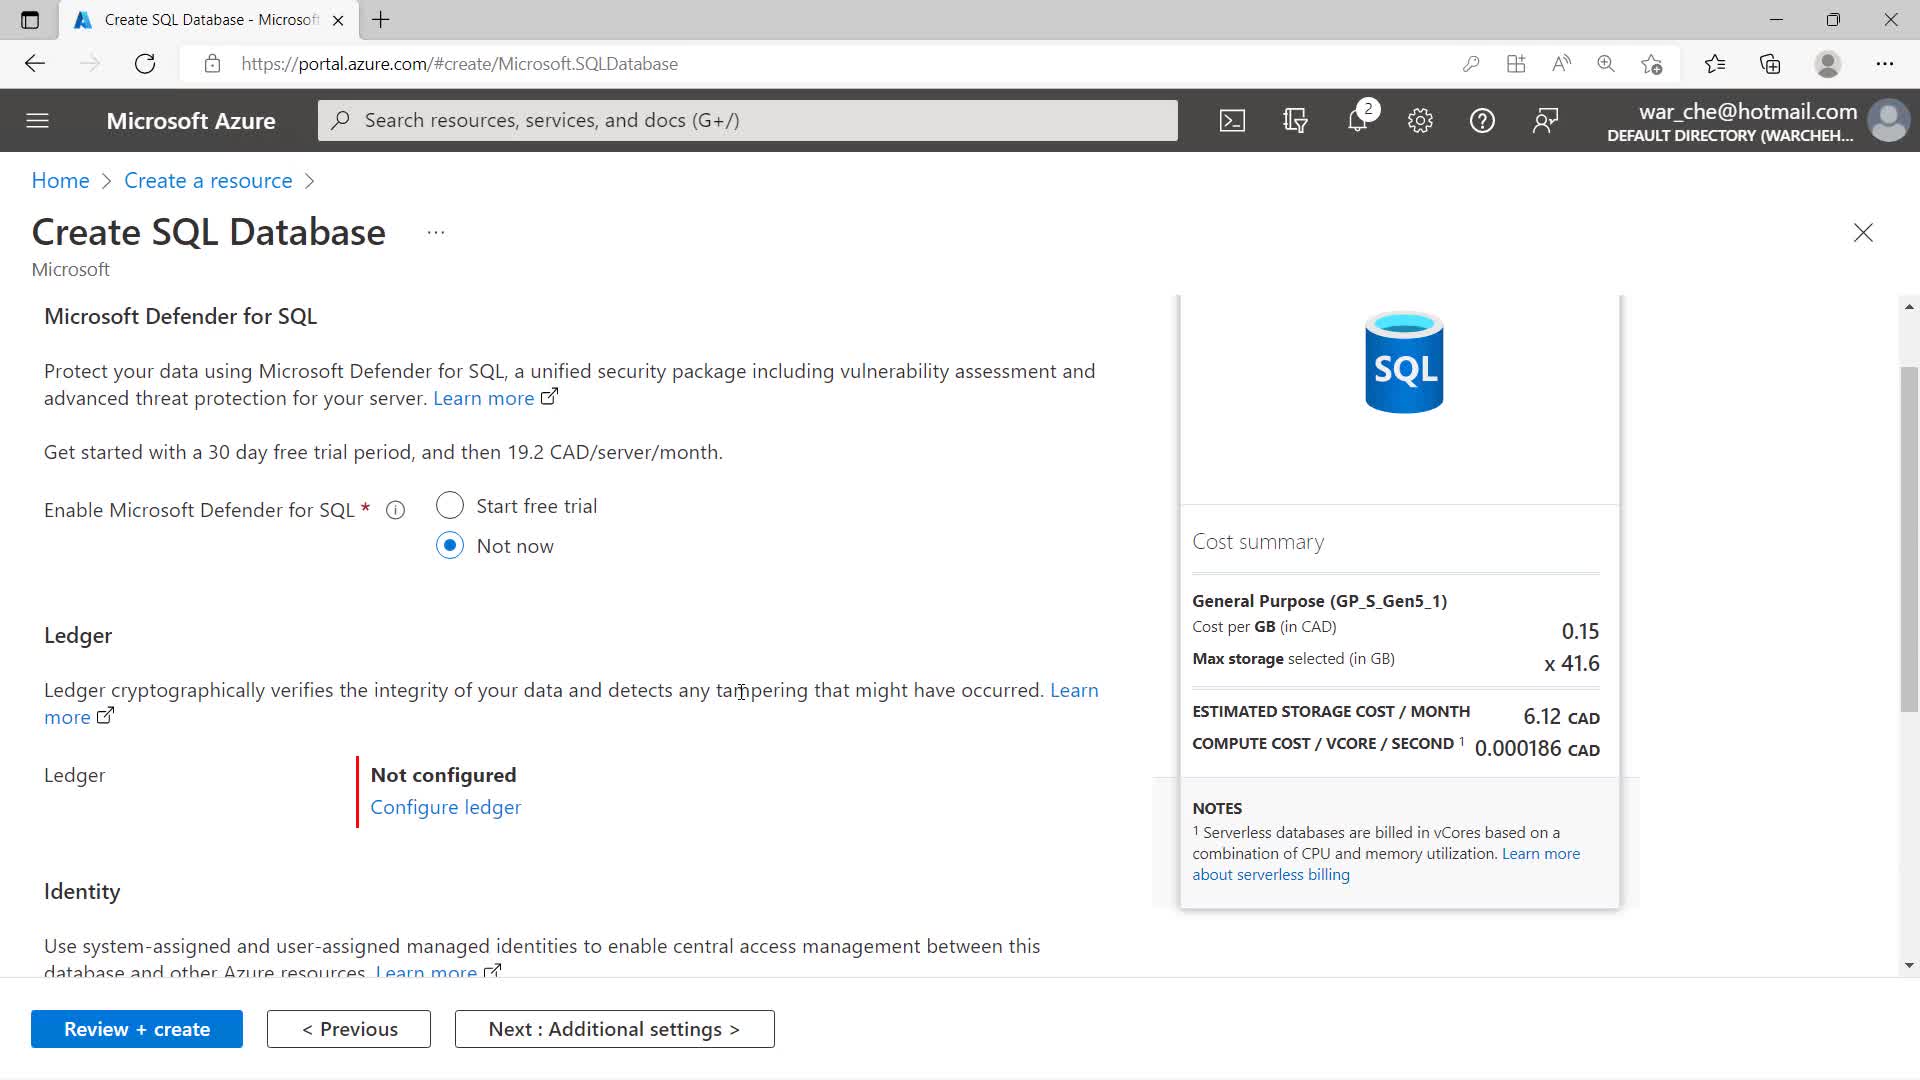 Create SQL Database - Microsoft
https://portal.azure.com/#create/Microsoft.SQLDatabase
Microsoft Azure
Search resources, services, and docs (G+/)
2
war_che@hotmail.com
DEFAULT DIRECTORY (WARCHEH...
Home > Create a resource >
Create SQL Database ...
Microsoft
Microsoft Defender for SQL
Protect your data using Microsoft Defender for SQL, a unified security package including vulnerability assessment and
advanced threat protection for your server. Learn more
Get started with a 30 day free trial period, and then 19.2 CAD/server/month.
Enable Microsoft Defender for SQL *
Start free trial
Not now
Ledger
Ledger cryptographically verifies the integrity of your data and detects any tampering that might have occurred. Learn
more
Ledger
Not configured
Configure ledger
Identity
Use system-assigned and user-assigned managed identities to enable central access management between this
database and other Azure resources. Learn more
SQL
Cost summary
General Purpose (GP_S_Gen5_1)
Cost per GB (in CAD) 0.15
Max storage selected (in GB) x 41.6
ESTIMATED STORAGE COST / MONTH 6.12 CAD
COMPUTE COST / VCORE / SECOND 1 0.000186 CAD
NOTES
1 Serverless databases are billed in vCores based on a
combination of CPU and memory utilization. Learn more
about serverless billing
Review + create
< Previous
Next : Additional settings >